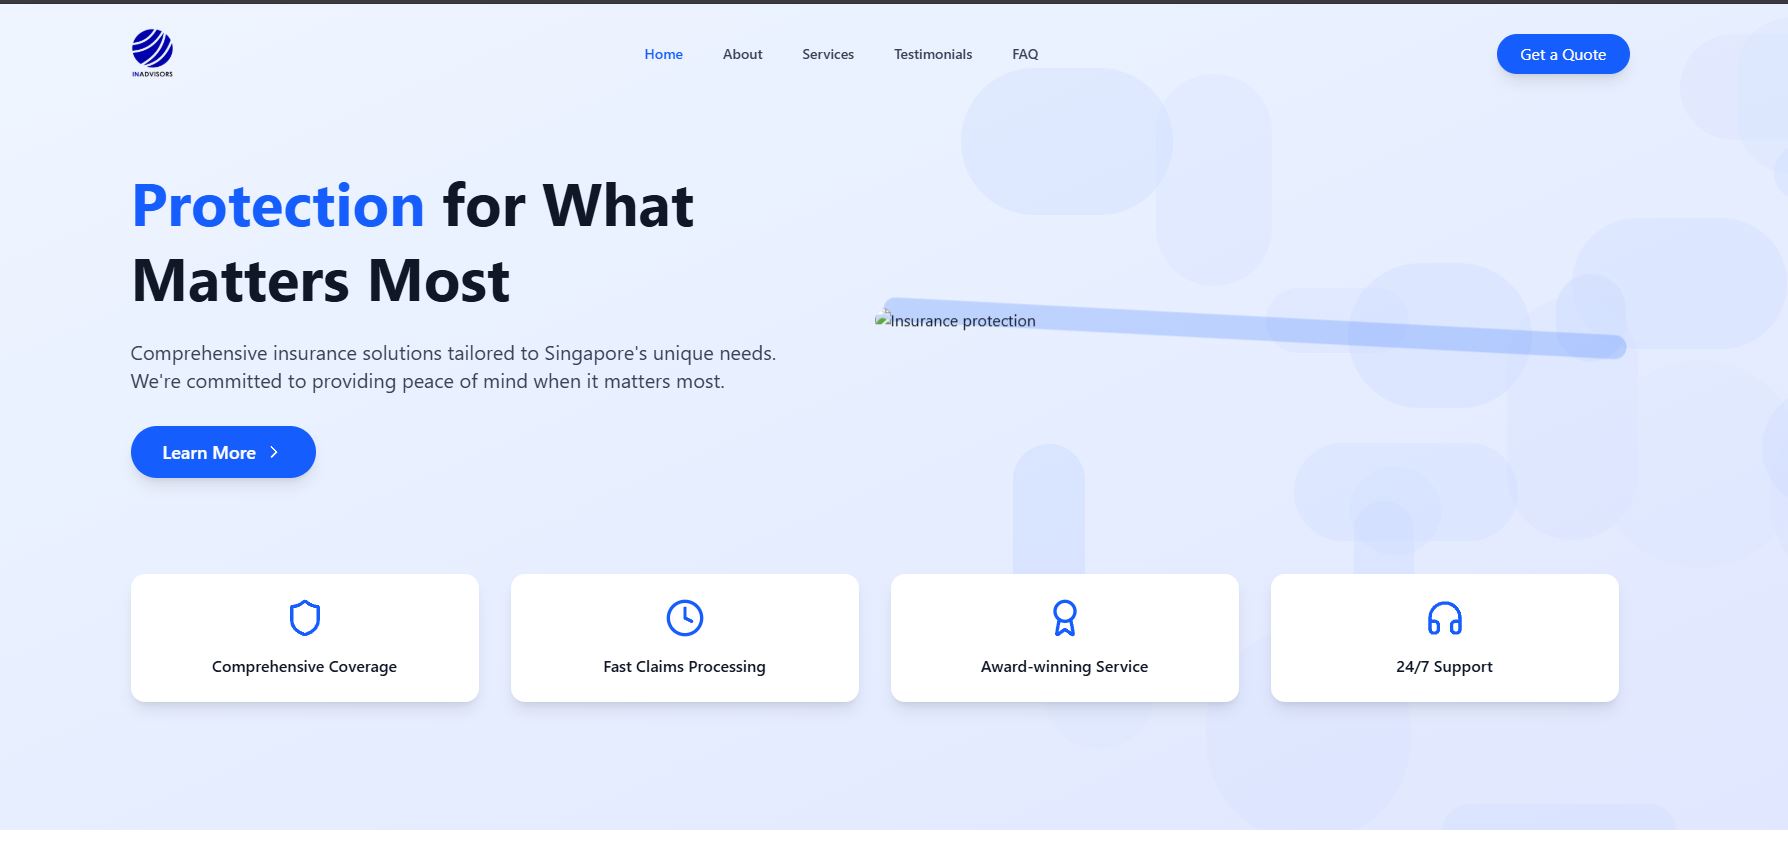 INADVISORS
Home
About
Services
Testimonials
FAQ
Get a Quote
Protection for What
Matters Most
Comprehensive insurance solutions tailored to Singapore's unique needs.
We're committed to providing peace of mind when it matters most.
Learn More
Insurance protection
Comprehensive Coverage
Fast Claims Processing
Award-winning Service
24/7 Support